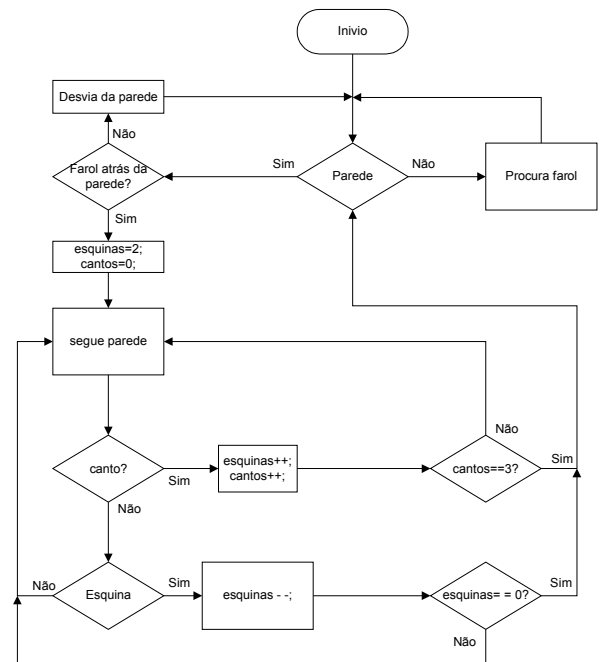 Inivio
Desvia da parede
Não
Farol atrás da
parede?
Sim
Parede
Não
Procura farol
Sim
esquinas=2;
cantos=0;
segue parede
Não
canto?
Sim
esquinas++;
cantos++;
cantos==3?
Sim
Não
Não
Esquina
Sim
esquinas - -;
esquinas= = 0?
Sim
Não